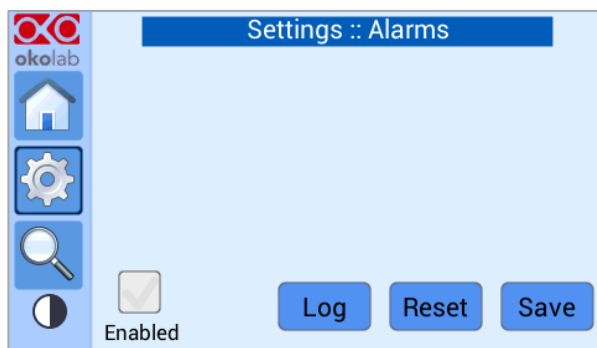 Settings :: Alarms
okolab
Enabled
Log
Reset
Save